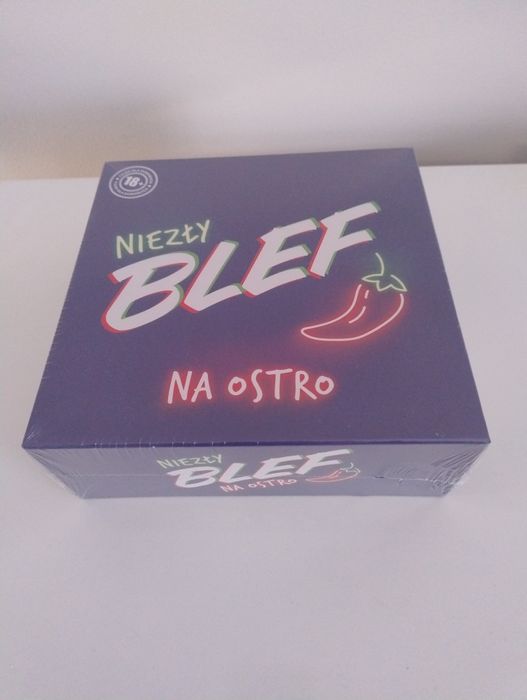 18+
NIEZŁY
BLEF
NA OSTRO
NIEZŁY
BLEF
NA OSTRO